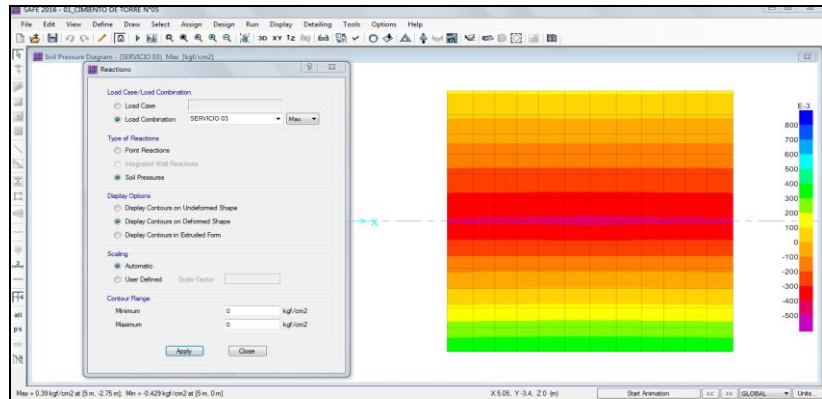 SAFE 2016 - 01_CIMIENTO DE TORRE N°05
File Edit View Define Draw Select Assign Design Run Display Detailing Tools Options Help
3D XY
Soil Pressure Diagram - (SERVICIO 03) Max [kgf/cm2]
Reactions
Load Case/Load Combination
Load Case
Load Combination SERVICIO 03 Max
Type of Reactions
Point Reactions
Integrated Wall Reactions
Soil Pressures
Display Options
Display Contours on Undeformed Shape
Display Contours on Deformed Shape
Display Contours in Extruded Form
Scaling
Automatic
User Defined Scale Factor
Contour Range
Minimum 0 kgf/cm2
Maximum 0 kgf/cm2
Apply Close
X
E-3
800
700
600
500
400
300
200
100
0
-100
-200
-300
-400
-500
all
ps
Max = 0.39 kgf/cm2 at [5 m, -2.75 m]; Min = -0.429 kgf/cm2 at [5 m, 0 m]
X 5.05, Y -3.4, Z 0 (m)
Start Animation << >> GLOBAL Units...